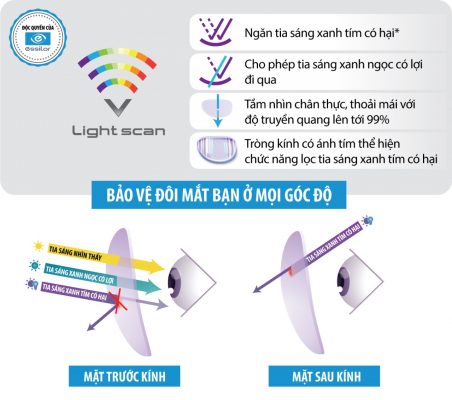 ĐỘC QUYỀN CỦA
essilor
Light scan
Ngăn tia sáng xanh tím có hại*
Cho phép tia sáng xanh ngọc có lợi
đi qua
Tầm nhìn chân thực, thoải mái với
độ truyền quang lên tới 99%
Tròng kính có ánh tím thể hiện
chức năng lọc tia sáng xanh tím có hại
BẢO VỆ ĐÔI MẮT BẠN Ở MỌI GÓC ĐỘ
TIA SÁNG NHÌN THẤY
TIA SÁNG XANH NGỌC CÓ LỢI
TIA SÁNG XANH TÍM CÓ HẠI
TIA SÁNG XANH TÍM CÓ HẠI
MẶT TRƯỚC KÍNH
MẶT SAU KÍNH